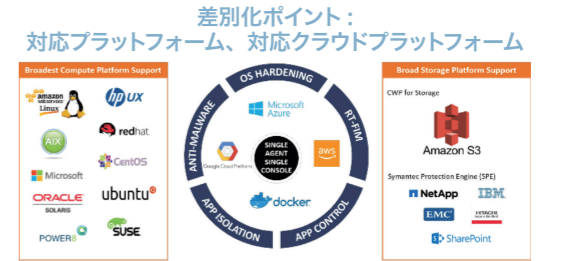 差別化ポイント：
対応プラットフォーム、対応クラウドプラットフォーム
Broadest Compute Platform Support
amazon
webservices
Linux
hp UX
AIX
redhat
CentOS
Microsoft
ORACLE
SOLARIS
ubuntu
POWER8
SUSE
OS HARDENING
ANTI-MALWARE
RT-FIM
Microsoft
Azure
Google Cloud Platform
SINGLE
AGENT
SINGLE
CONSOLE
aws
docker
APP ISOLATION
APP CONTROL
Broad Storage Platform Support
CWP for Storage
Amazon S3
Symantec Protection Engine (SPE)
NetApp
IBM
EMC²
HITACHI
SharePoint